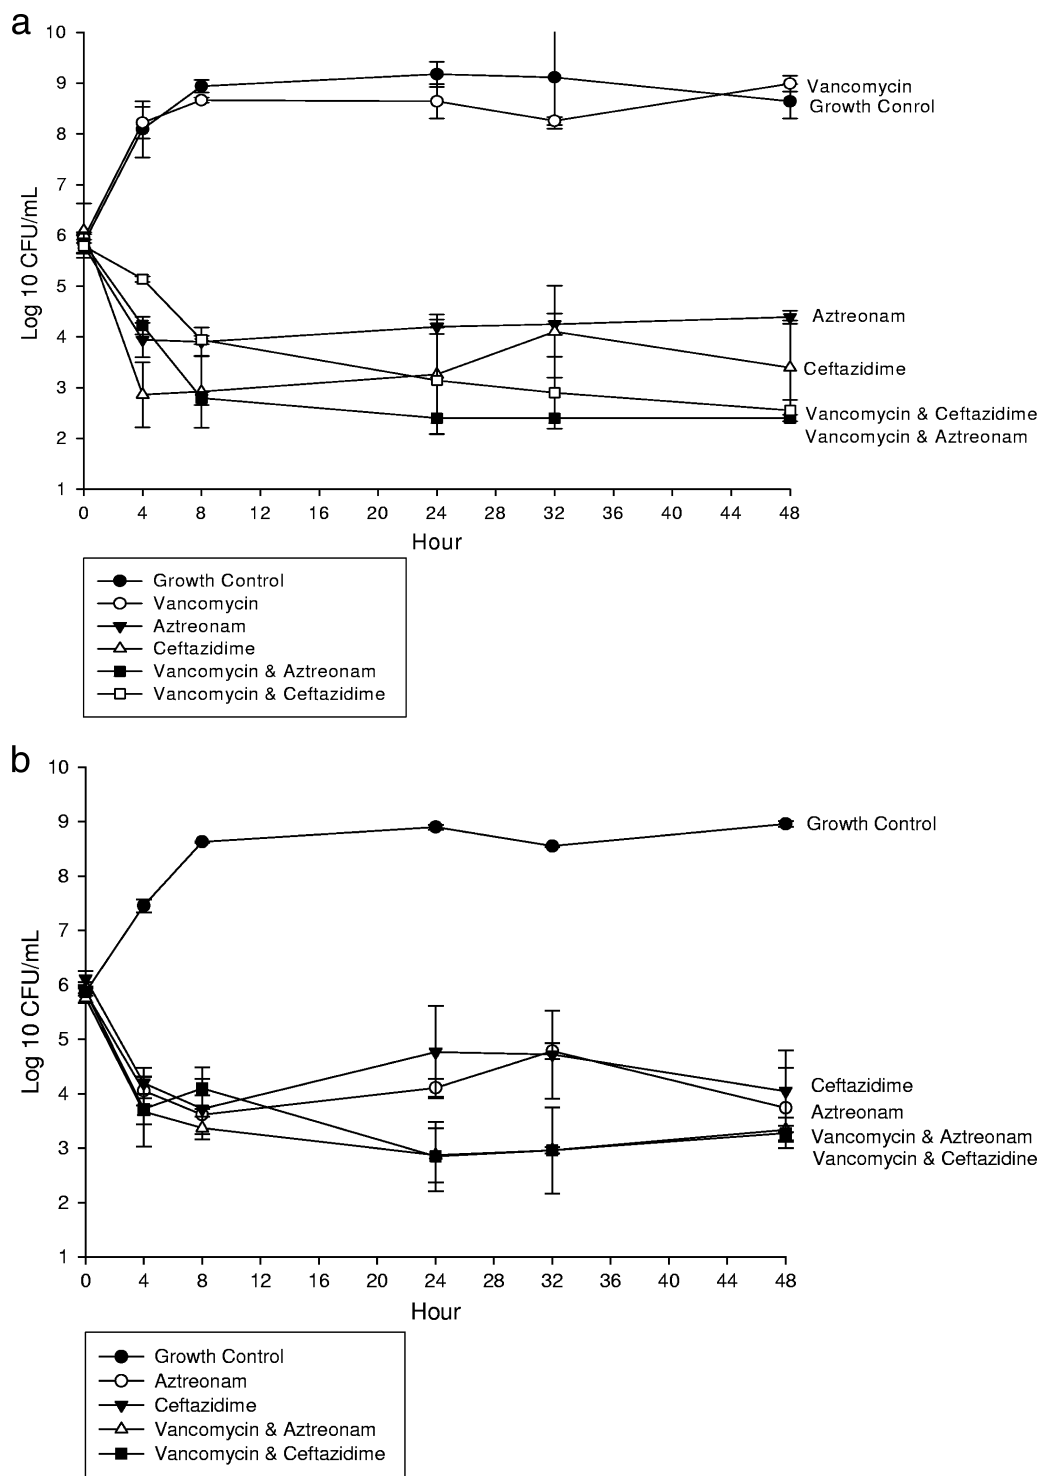 a
10
9
8
7
6
5
4
3
2
1
Log 10 CFU/mL
Vancomycin
Growth Conrol
Aztreonam
Ceftazidime
Vancomycin & Ceftazidime
Vancomycin & Aztreonam
0 4 8 12 16 20 24 28 32 36 40 44 48
Hour
Growth Control
Vancomycin
Aztreonam
Ceftazidime
Vancomycin & Aztreonam
Vancomycin & Ceftazidime
b
10
9
8
7
6
5
4
3
2
1
Log 10 CFU/mL
Growth Control
Ceftazidime
Aztreonam
Vancomycin & Aztreonam
Vancomycin & Ceftazidine
0 4 8 12 16 20 24 28 32 36 40 44 48
Hour
Growth Control
Aztreonam
Ceftazidime
Vancomycin & Aztreonam
Vancomycin & Ceftazidime